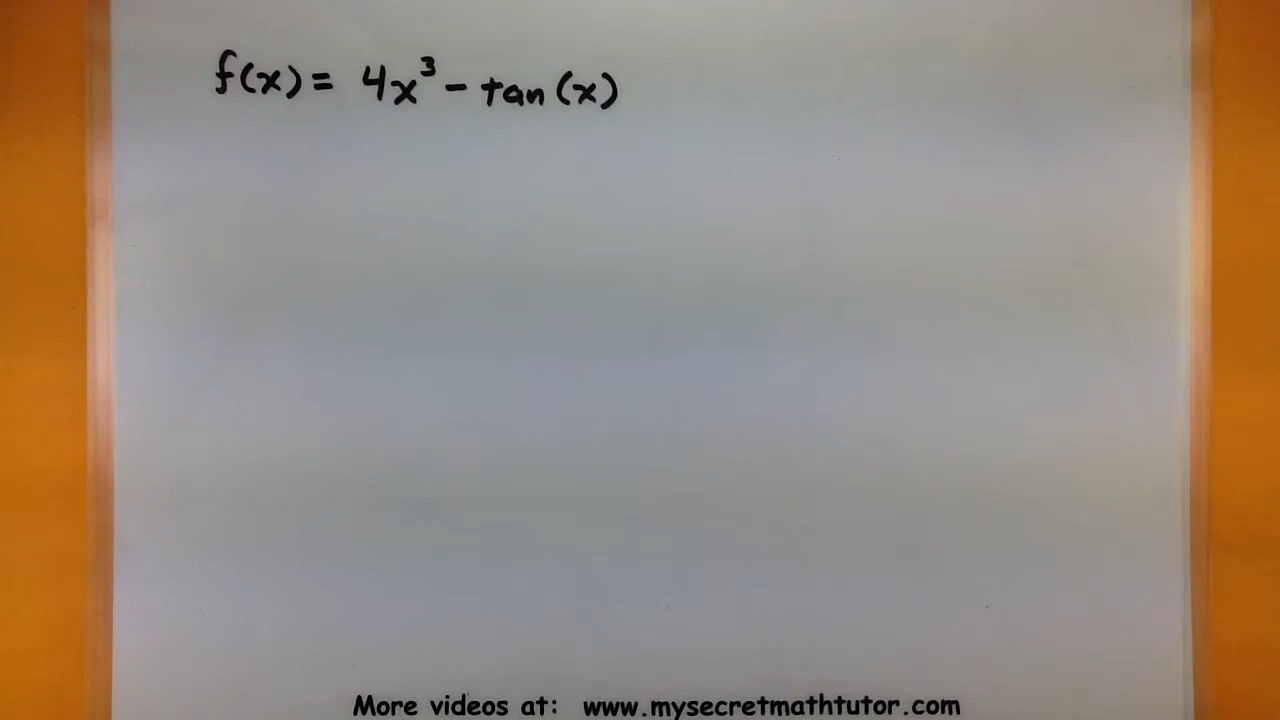 f(x) = 4x³ - tan(x)
More videos at: www.mysecretmathtutor.com